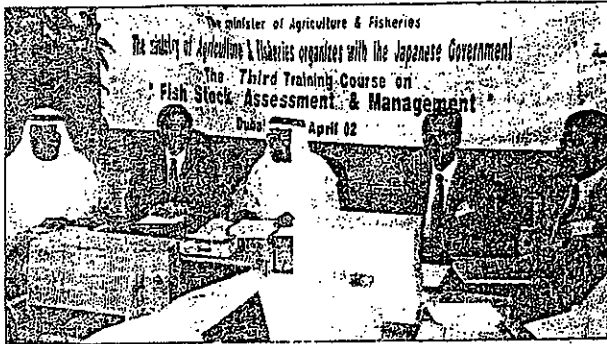 The minister of Agriculture & Fisheries
The ministry of Agriculture & Fisheries organizes with the Japanese Government
The Third Training Course on
" Fish Stock Assessment & Management "
Dubai April 02